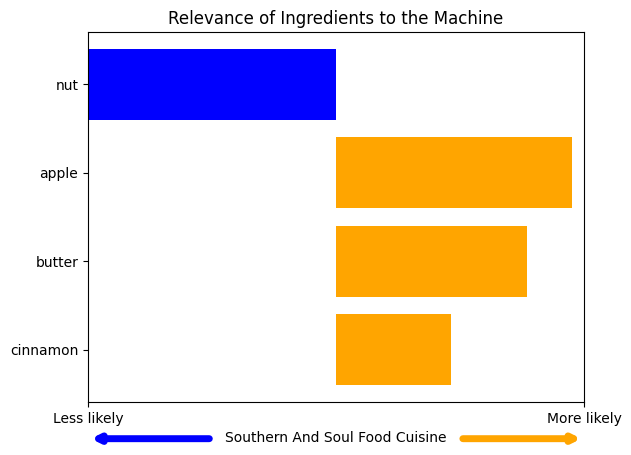 Relevance of Ingredients to the Machine
nut
apple
butter
cinnamon
Less likely
More likely
Southern And Soul Food Cuisine